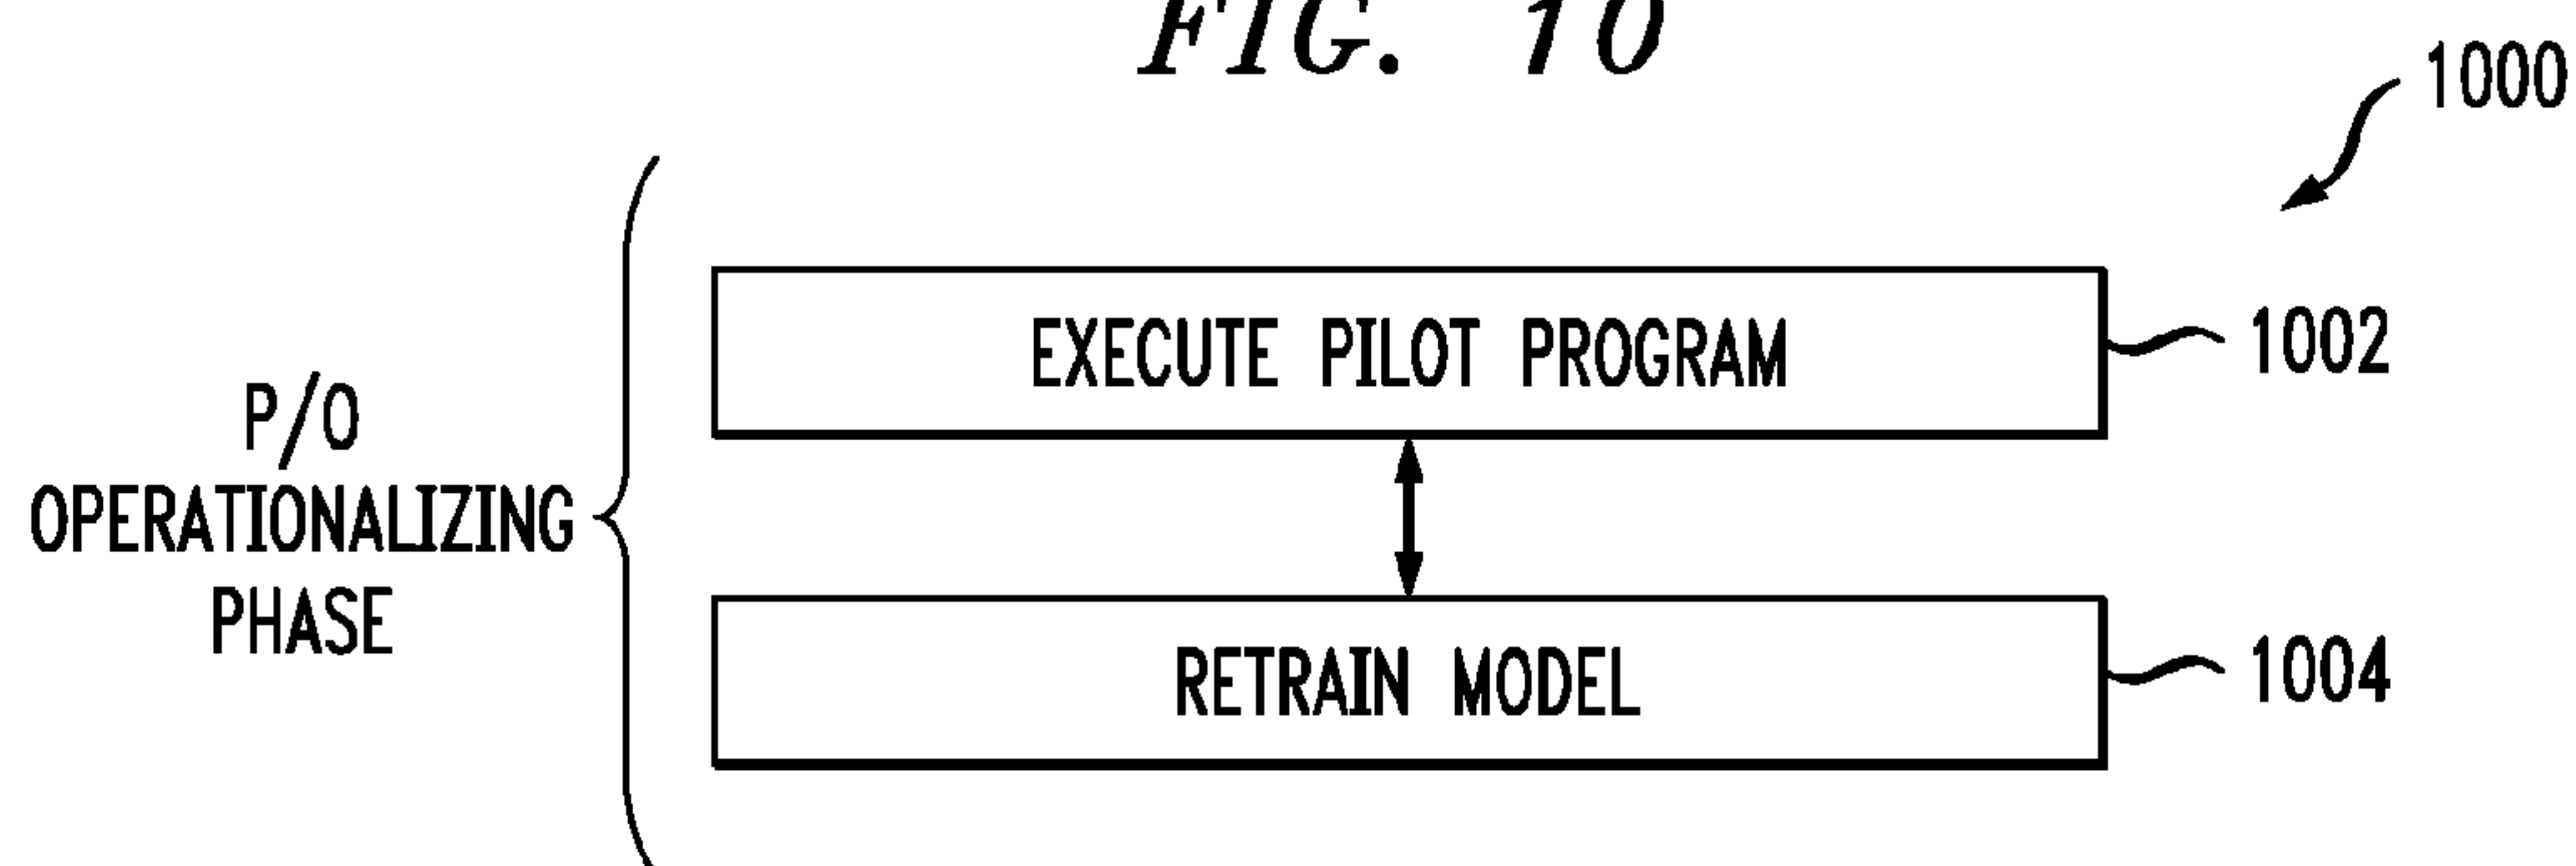 FIG. 10
1000
EXECUTE PILOT PROGRAM
1002
P/O
OPERATIONALIZING
PHASE
RETRAIN MODEL
1004